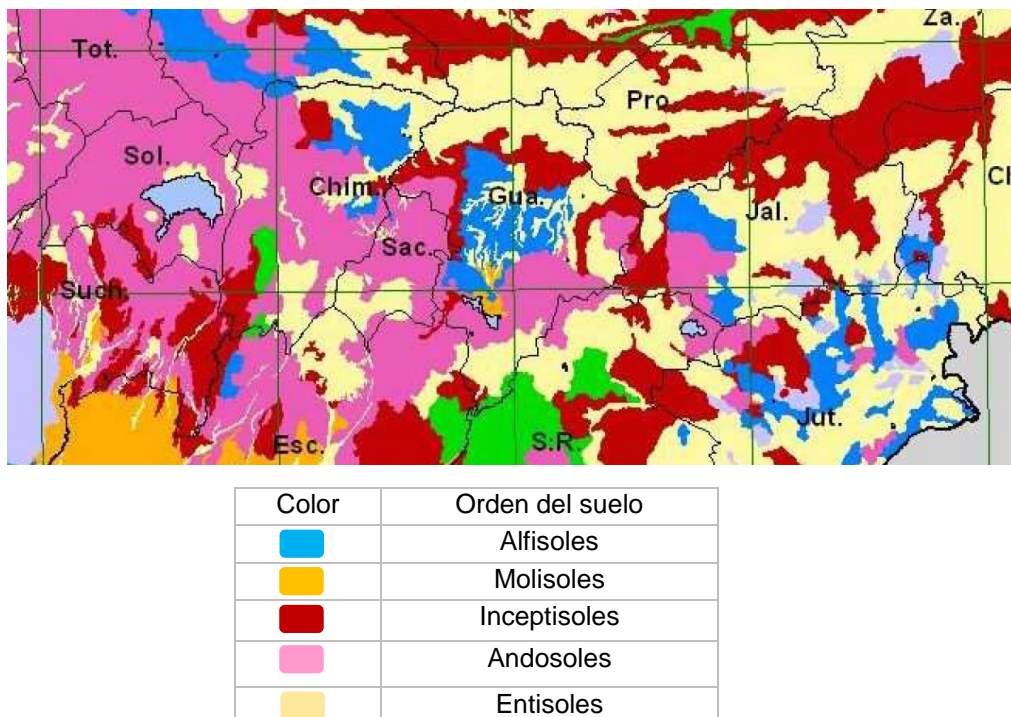 Za.
Tot.
Pro.
Sol.
Chim.
Gua.
Jal.
Ch
Sac.
Such.
Esc.
S.R.
Jut.
Color Orden del suelo
Alfisoles
Molisoles
Inceptisoles
Andosoles
Entisoles